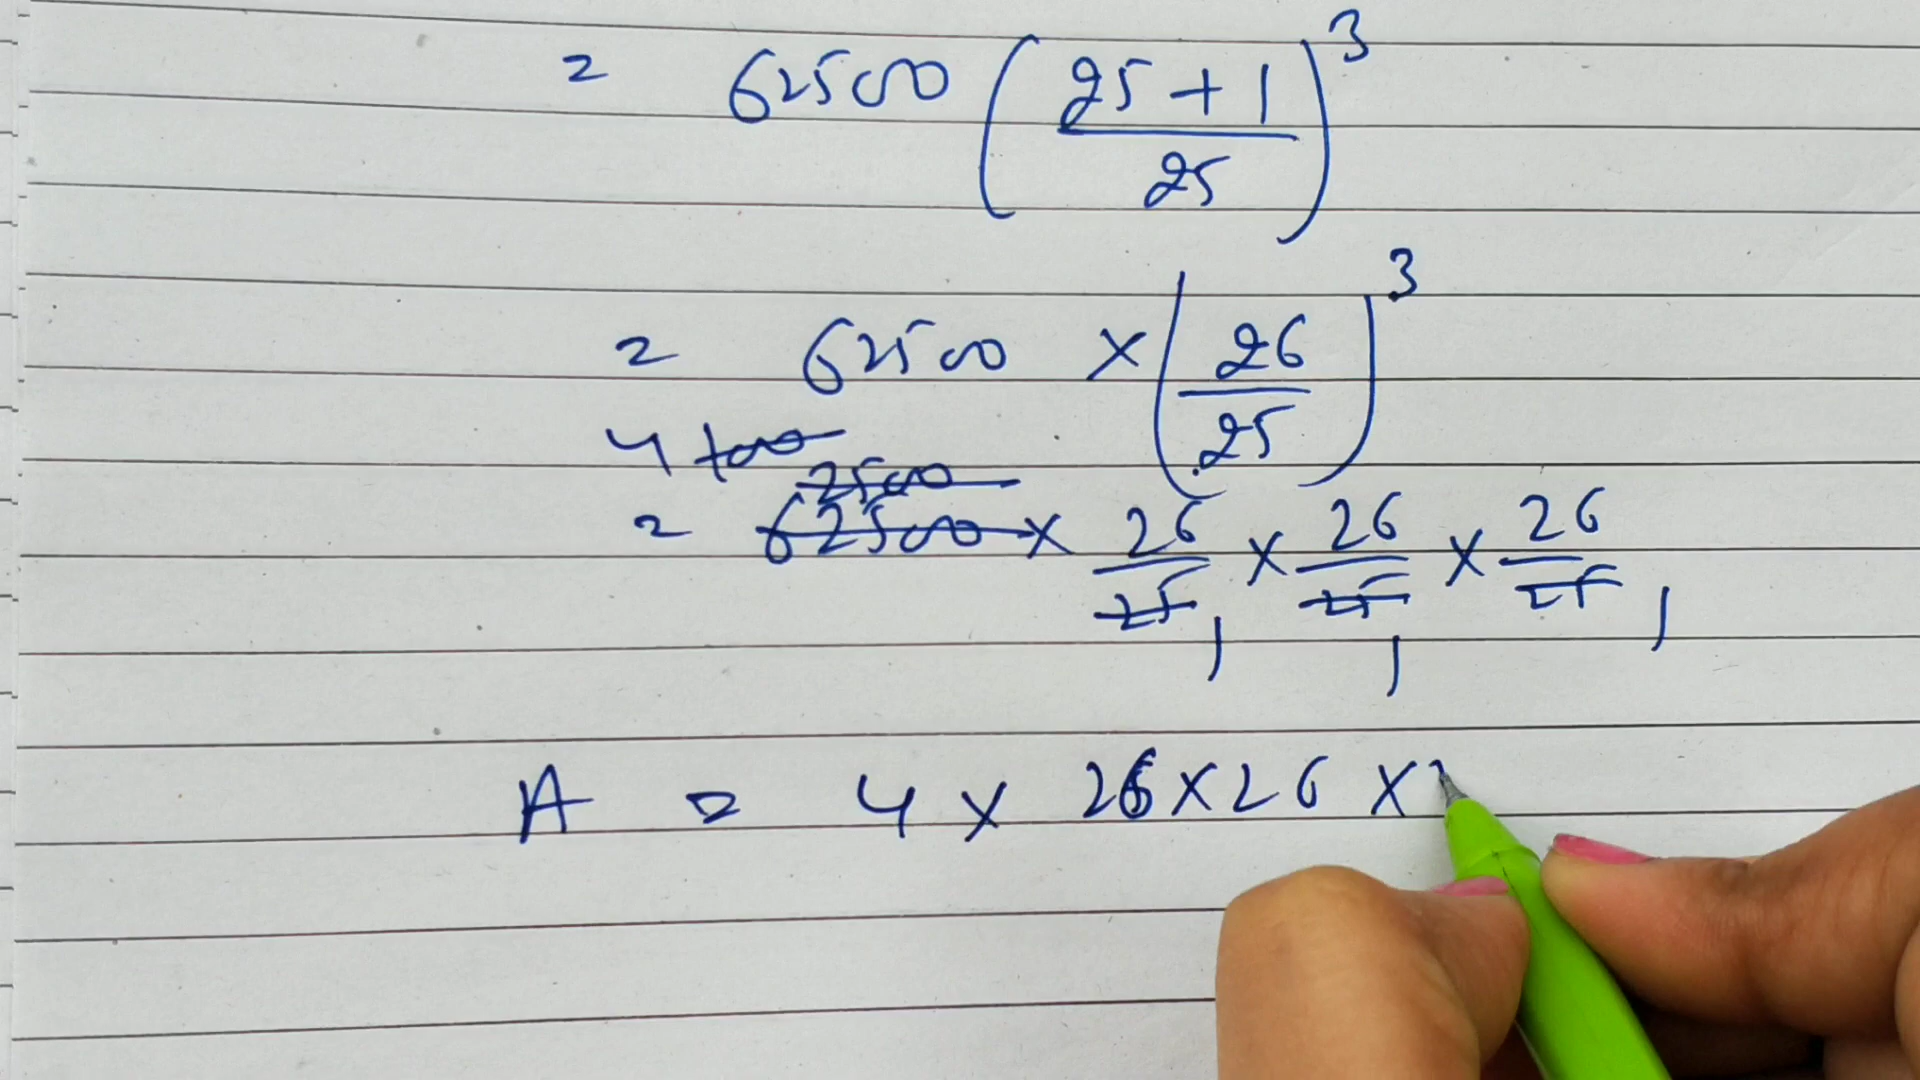 = 62500 ( 25 + 1 / 25 )³
= 62500 × ( 26 / 25 )³
4 100
2500
= 62500 × 26/25 × 26/25 × 26/25
1 1 1
A = 4 × 26 × 26 ×